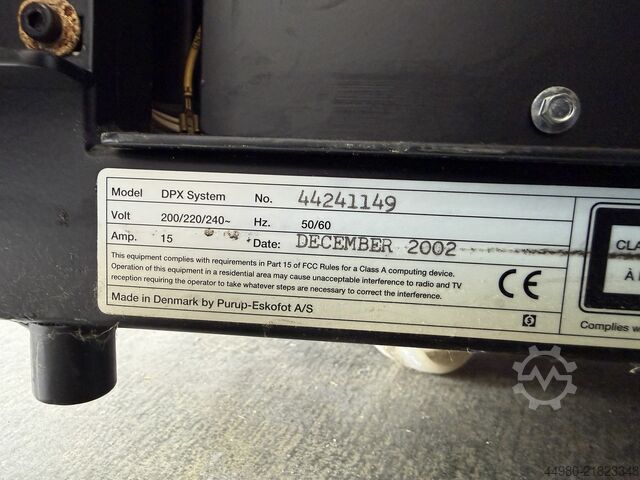 Model DPX System No. 44241149
Volt 200/220/240~ Hz. 50/60
Amp. 15 Date: DECEMBER 2002
This equipment complies with requirements in Part 15 of FCC Rules for a Class A computing device.
Operation of this equipment in a residential area may cause unacceptable interference to radio and TV
reception requiring the operator to take whatever steps are necessary to correct the interference.
Made in Denmark by Purup-Eskofot A/S
CE
CLA
À
Complies w
44980-21823348